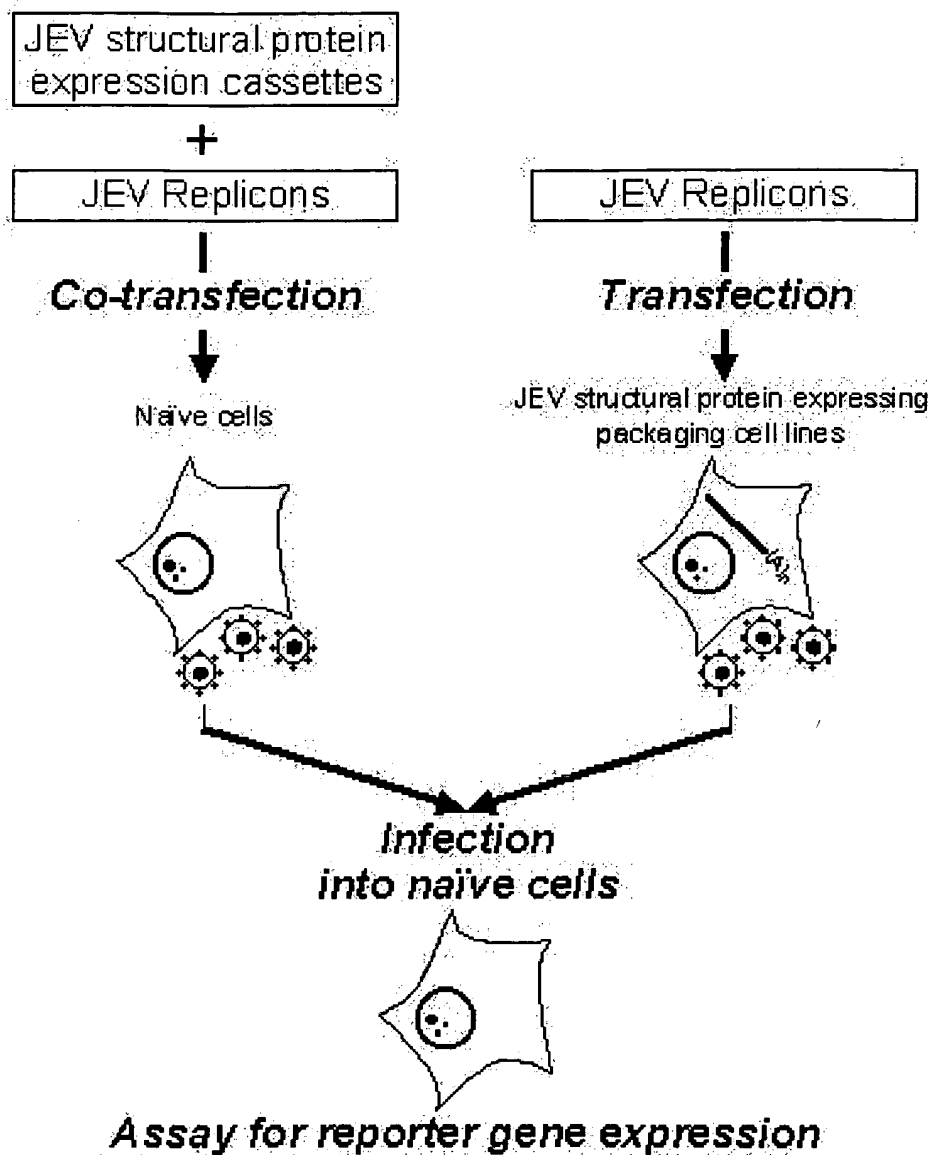 JEV structural protein
expression cassettes
+
JEV Replicons
Co-transfection
Naïve cells
JEV Replicons
Transfection
JEV structural protein expressing
packaging cell lines
(A)n
Infection
into naïve cells
Assay for reporter gene expression